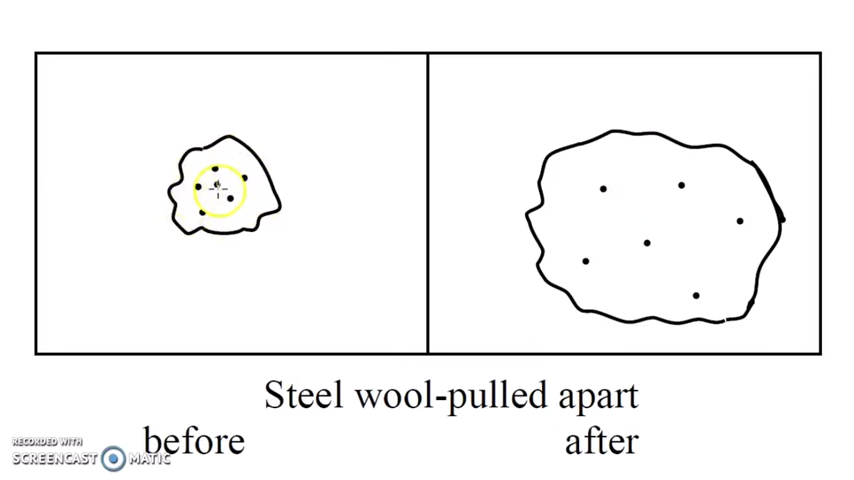 Steel wool-pulled apart
before after
RECORDED WITH
SCREENCAST MATIC